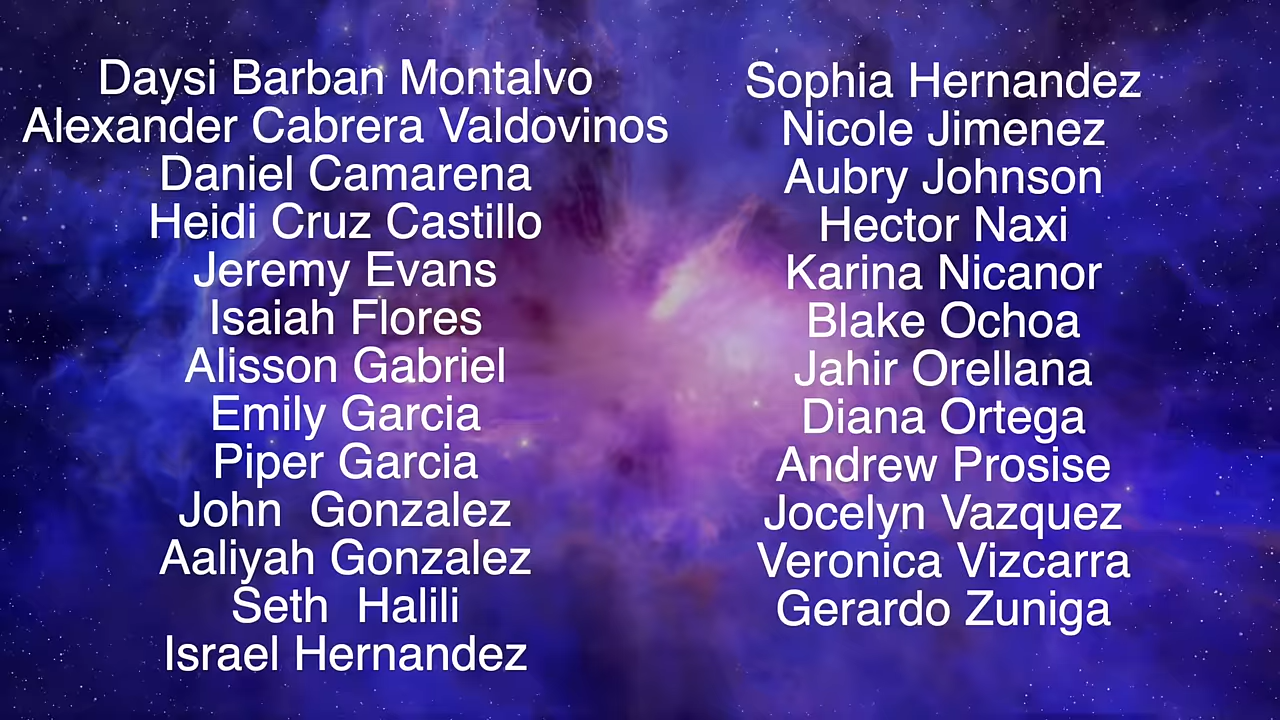 Daysi Barban Montalvo
Alexander Cabrera Valdovinos
Daniel Camarena
Heidi Cruz Castillo
Jeremy Evans
Isaiah Flores
Alisson Gabriel
Emily Garcia
Piper Garcia
John  Gonzalez
Aaliyah Gonzalez
Seth  Halili
Israel Hernandez
Sophia Hernandez
Nicole Jimenez
Aubry Johnson
Hector Naxi
Karina Nicanor
Blake Ochoa
Jahir Orellana
Diana Ortega
Andrew Prosise
Jocelyn Vazquez
Veronica Vizcarra
Gerardo Zuniga